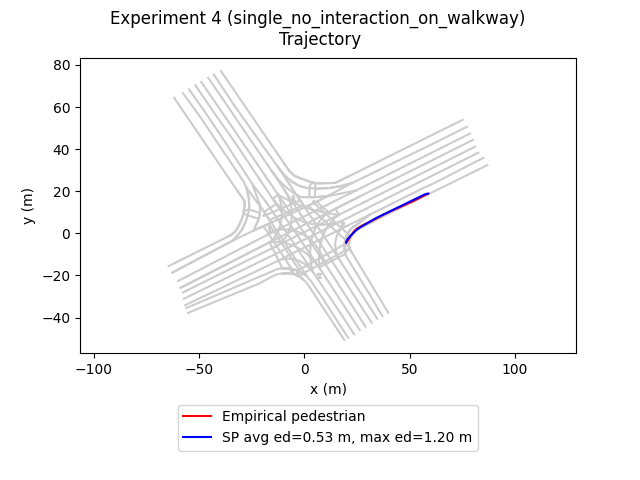 Experiment 4 (single_no_interaction_on_walkway)
Trajectory
80
60
40
20
0
−20
−40
y (m)
−100
−50
0
50
100
x (m)
Empirical pedestrian
SP avg ed=0.53 m, max ed=1.20 m